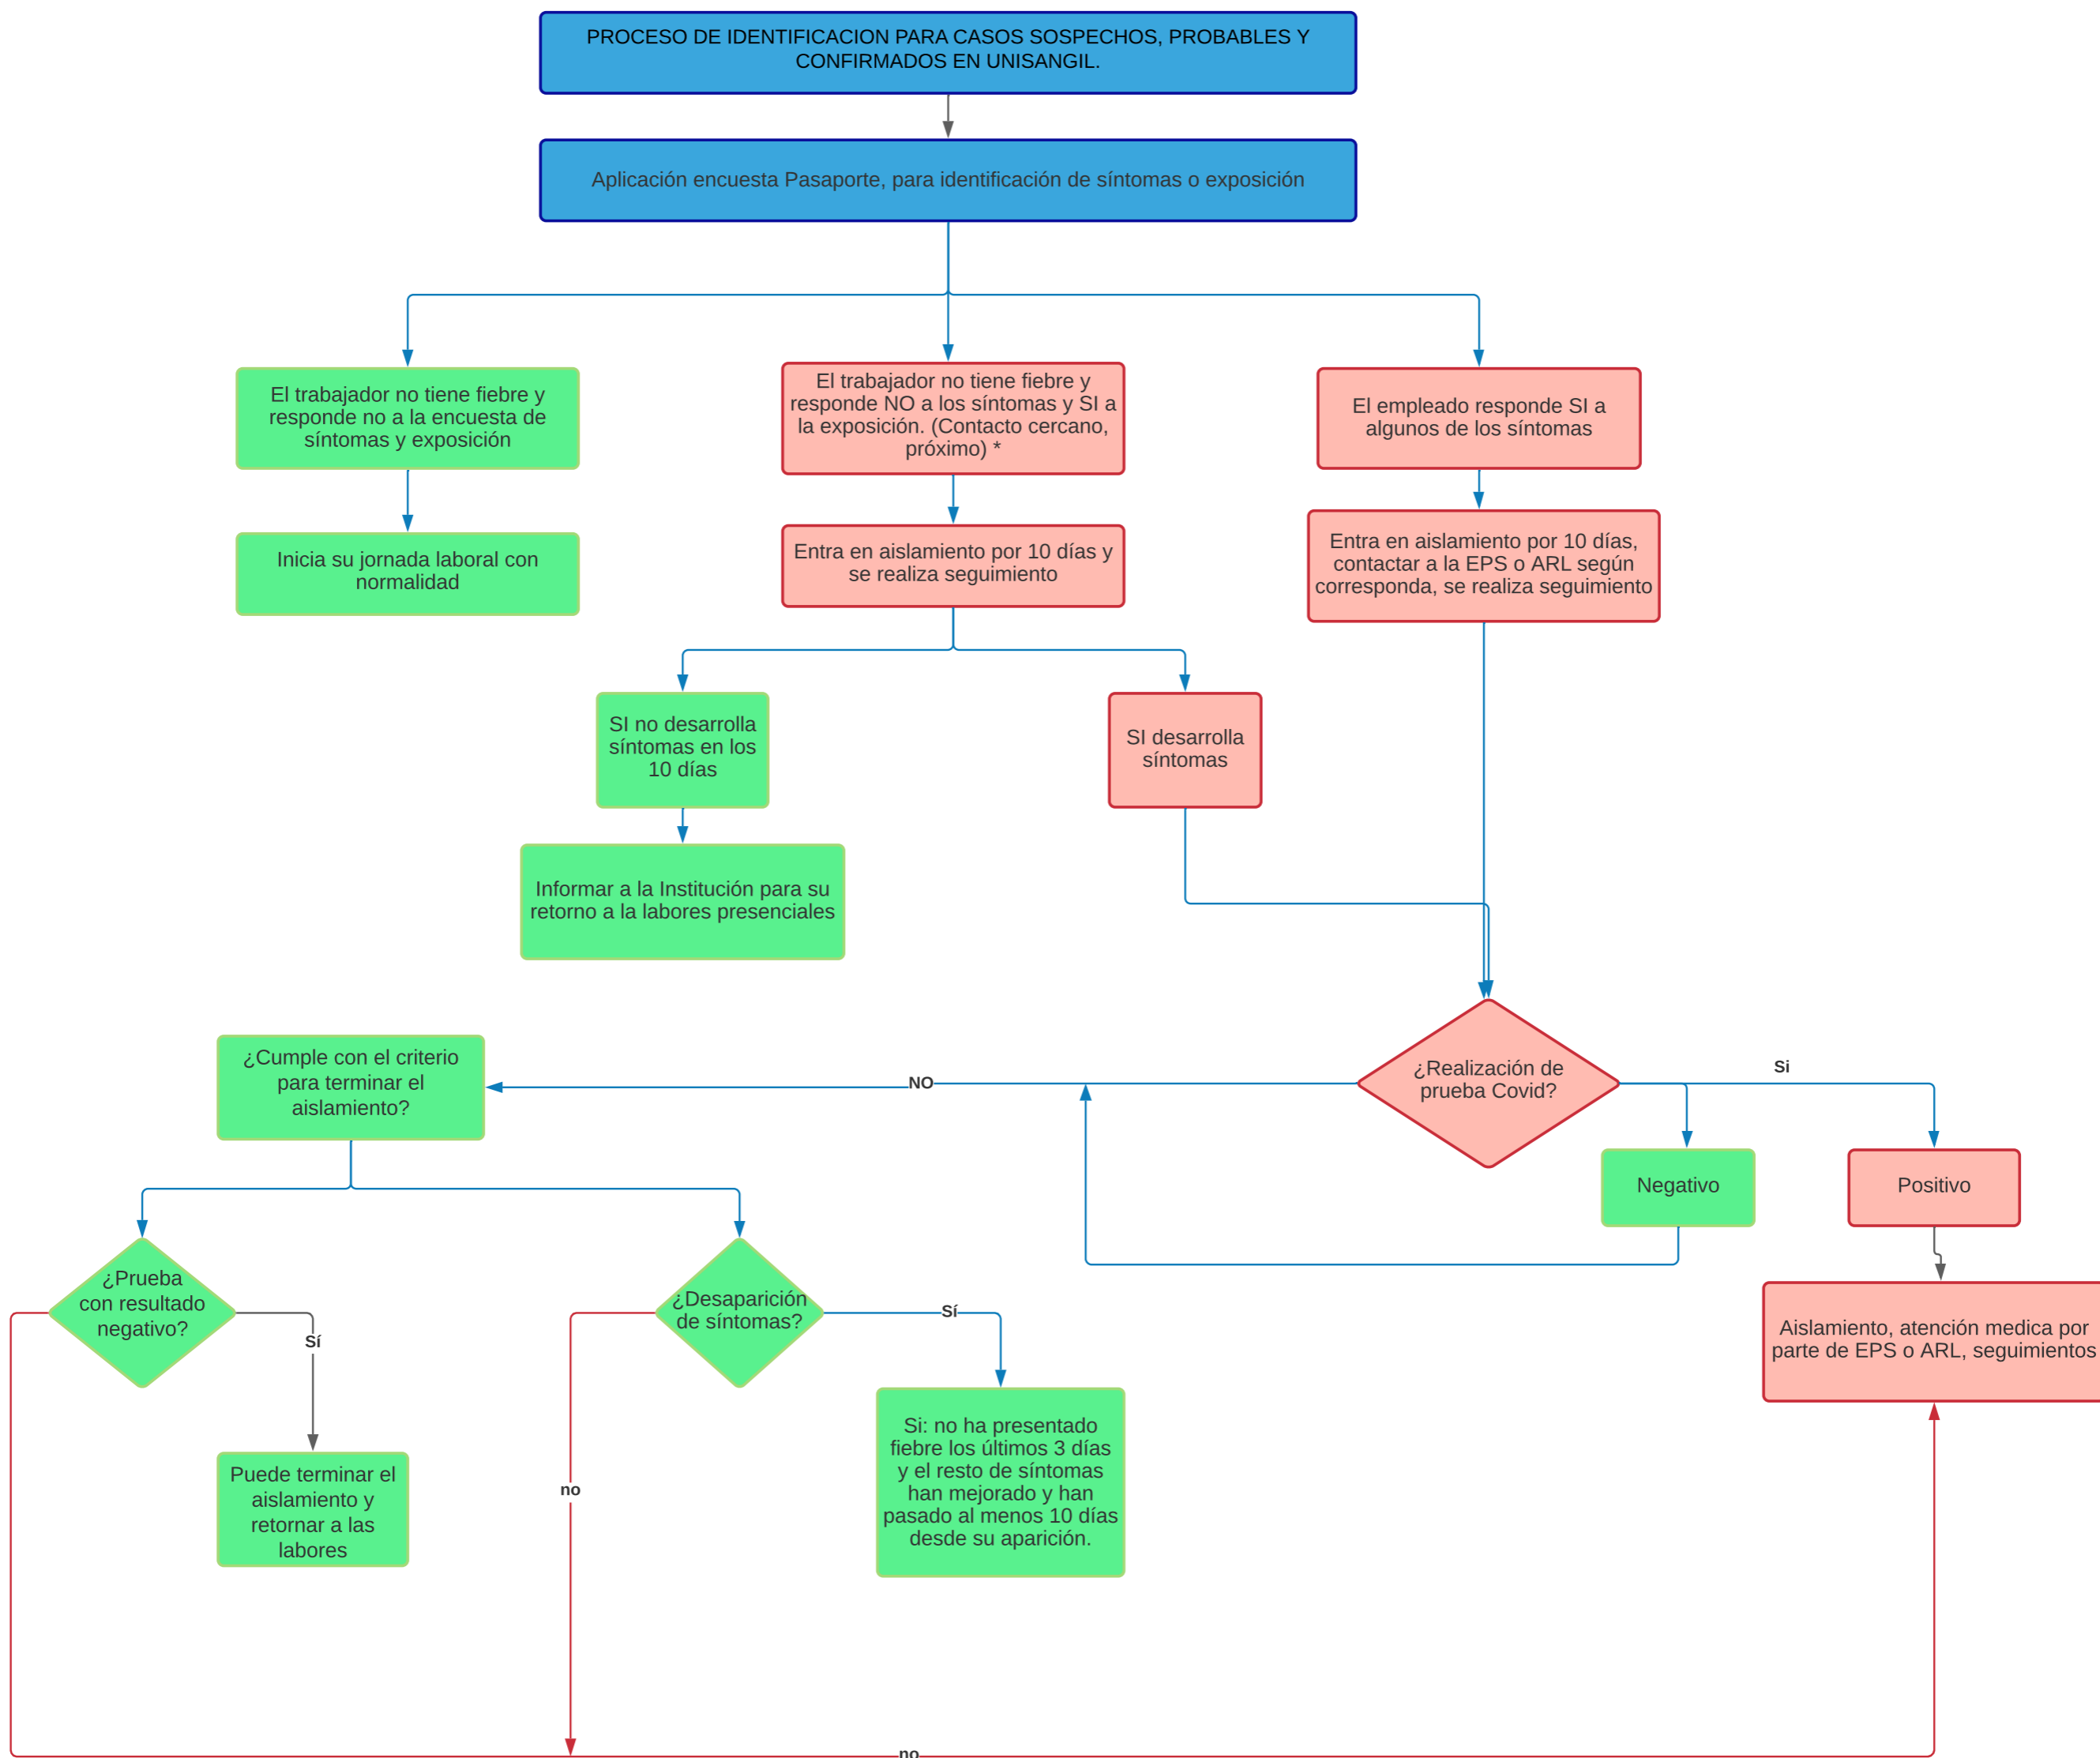 PROCESO DE IDENTIFICACION PARA CASOS SOSPECHOS, PROBABLES Y
CONFIRMADOS EN UNISANGIL.
Aplicación encuesta Pasaporte, para identificación de síntomas o exposición
El trabajador no tiene fiebre y
responde no a la encuesta de
síntomas y exposición
El trabajador no tiene fiebre y
responde NO a los síntomas y SI a
la exposición. (Contacto cercano,
próximo) *
El empleado responde SI a
algunos de los síntomas
Inicia su jornada laboral con
normalidad
Entra en aislamiento por 10 días y
se realiza seguimiento
Entra en aislamiento por 10 días,
contactar a la EPS o ARL según
corresponda, se realiza seguimiento
SI no desarrolla
síntomas en los
10 días
SI desarrolla
síntomas
Informar a la Institución para su
retorno a la labores presenciales
¿Cumple con el criterio
para terminar el
aislamiento?
NO
¿Realización de
prueba Covid?
Si
Negativo
Positivo
¿Prueba
con resultado
negativo?
Sí
¿Desaparición
de síntomas?
Sí
Aislamiento, atención medica por
parte de EPS o ARL, seguimientos
Puede terminar el
aislamiento y
retornar a las
labores
no
Si: no ha presentado
fiebre los últimos 3 días
y el resto de síntomas
han mejorado y han
pasado al menos 10 días
desde su aparición.
no